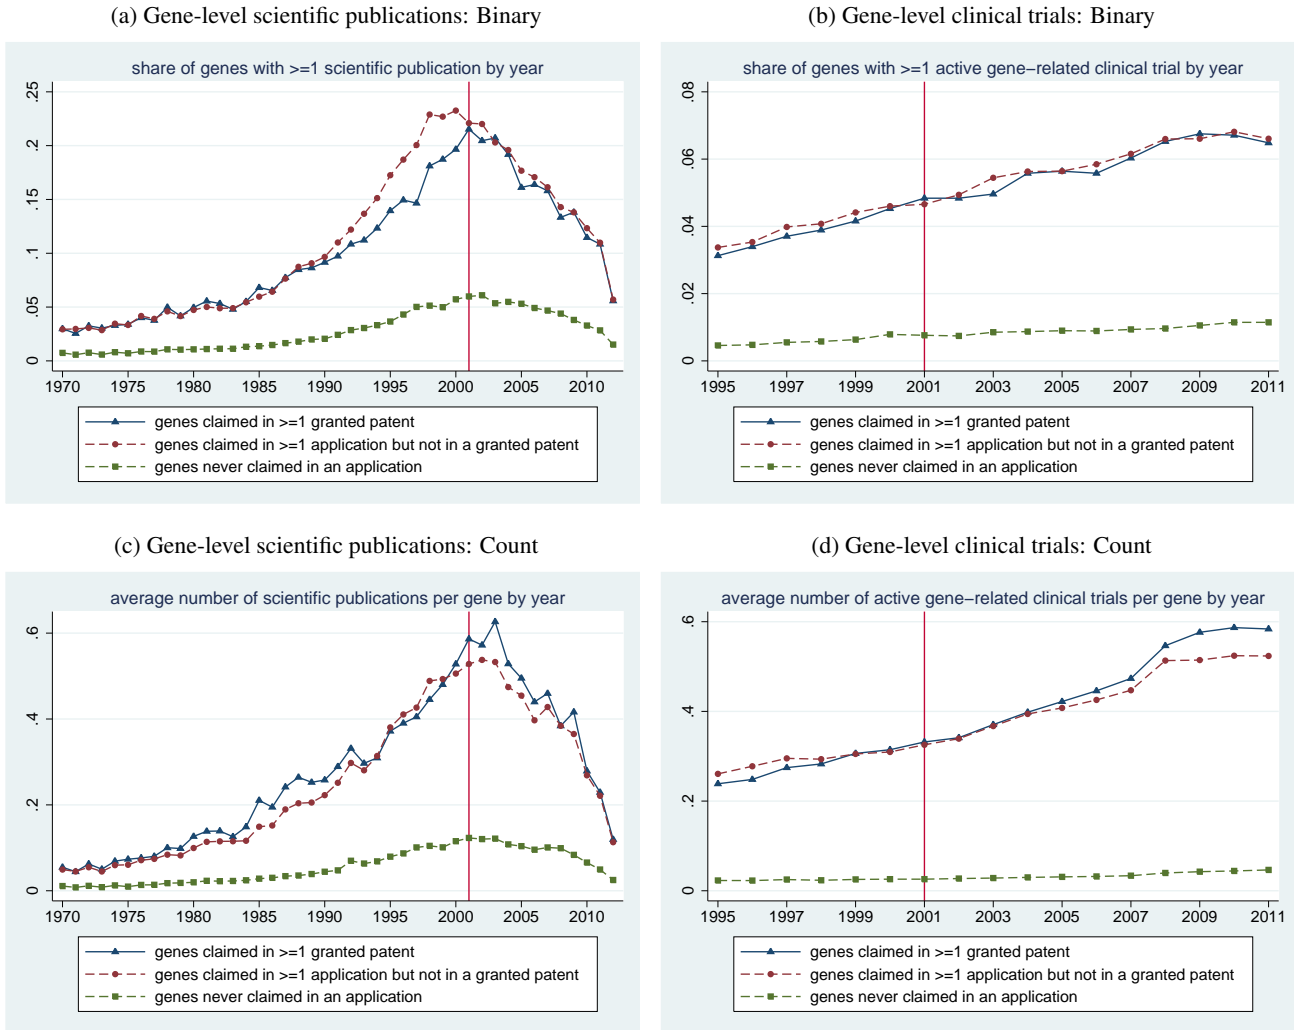 (a) Gene-level scientific publications: Binary
share of genes with >=1 scientific publication by year
.25
.2
.15
.1
.05
0
1970 1975 1980 1985 1990 1995 2000 2005 2010
genes claimed in >=1 granted patent
genes claimed in >=1 application but not in a granted patent
genes never claimed in an application
(b) Gene-level clinical trials: Binary
share of genes with >=1 active gene−related clinical trial by year
.08
.06
.04
.02
0
1995 1997 1999 2001 2003 2005 2007 2009 2011
genes claimed in >=1 granted patent
genes claimed in >=1 application but not in a granted patent
genes never claimed in an application
(c) Gene-level scientific publications: Count
average number of scientific publications per gene by year
.6
.4
.2
0
1970 1975 1980 1985 1990 1995 2000 2005 2010
genes claimed in >=1 granted patent
genes claimed in >=1 application but not in a granted patent
genes never claimed in an application
(d) Gene-level clinical trials: Count
average number of active gene−related clinical trials per gene by year
.6
.4
.2
0
1995 1997 1999 2001 2003 2005 2007 2009 2011
genes claimed in >=1 granted patent
genes claimed in >=1 application but not in a granted patent
genes never claimed in an application